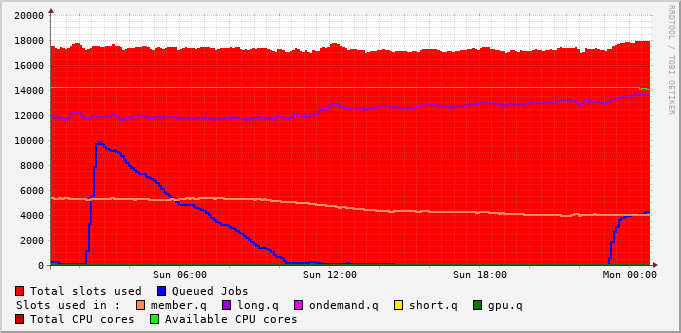 20000
18000
16000
14000
12000
10000
8000
6000
4000
2000
0
Sun 06:00 Sun 12:00 Sun 18:00 Mon 00:00
RRDTOOL / TOBI OETIKER
Total slots used Queued Jobs
Slots used in : member.q long.q ondemand.q short.q gpu.q
Total CPU cores Available CPU cores